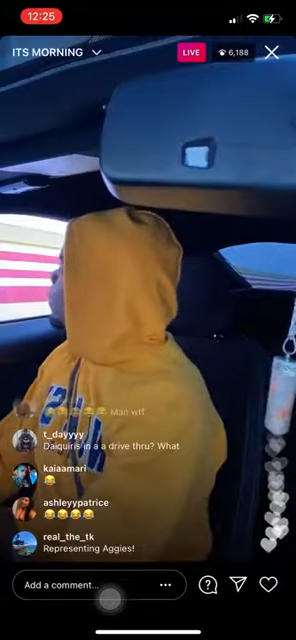 12:25
ITS MORNING
LIVE
6,188
Man wtf
t_dayyyy
Daiquiris in a a drive thru? What
kaiaamari
ashleyypatrice
real_the_tk
Representing Aggies!
Add a comment...